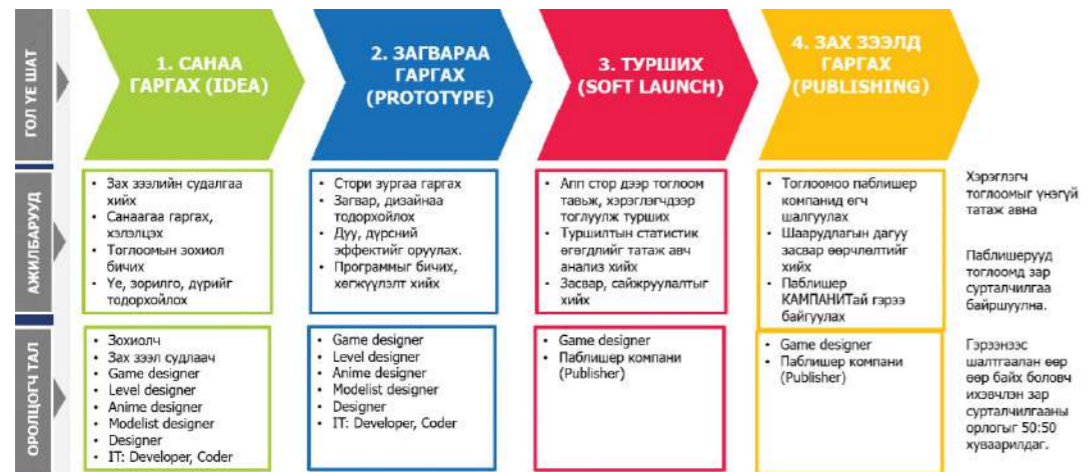 ГОЛ ҮЕ ШАТ
1. САНАА
ГАРГАХ (IDEA)
2. ЗАГВАРАА
ГАРГАХ
(PROTOTYPE)
3. ТУРШИХ
(SOFT LAUNCH)
4. ЗАХ ЗЭЭЛД
ГАРГАХ
(PUBLISHING)
АЖИЛБАРУУД
• Зах зээлийн судалгаа
хийх
• Санаагаа гаргах,
хэлэлцэх
• Тоглоомын зохиол
бичих
• Үе, зорилго, дүрийг
тодорхойлох
• Стори зургаа гаргах
• Загвар, дизайнаа
тодорхойлох
• Дуу, дүрсний
эффектийг оруулах.
• Программыг бичих,
хөгжүүлэлт хийх
• Апп стор дээр тоглоом
тавьж, хэрэглэгчдээр
тоглуулж турших
• Туршилтын статистик
өгөгдлийг татаж авч
анализ хийх
• Засвар, сайжруулалтыг
хийх
• Тоглоомоо паблишер
компанид өгч
шалгуулах
• Шаарудлагын дагуу
засвар өөрчлөлтийг
хийх
• Паблишер
КАМПАНИТай гэрээ
байгуулах
Хэрэглэгч
тоглоомыг үнэгүй
татаж авна
Паблишерууд
тоглоомд зар
сурталчилгаа
байршуулна.
ОРОЛЦОГЧ ТАЛ
• Зохиолч
• Зах зээл судлаач
• Game designer
• Level designer
• Anime designer
• Modelist designer
• Designer
• IT: Developer, Coder
• Game designer
• Level designer
• Anime designer
• Modelist designer
• Designer
• IT: Developer, Coder
• Game designer
• Паблишер компани
(Publisher)
• Game designer
• Паблишер компани
(Publisher)
Гэрээнээс
шалтгаалан өөр
өөр байх боловч
ихэвчлэн зар
сурталчилгааны
орлогыг 50:50
хуваарилдаг.